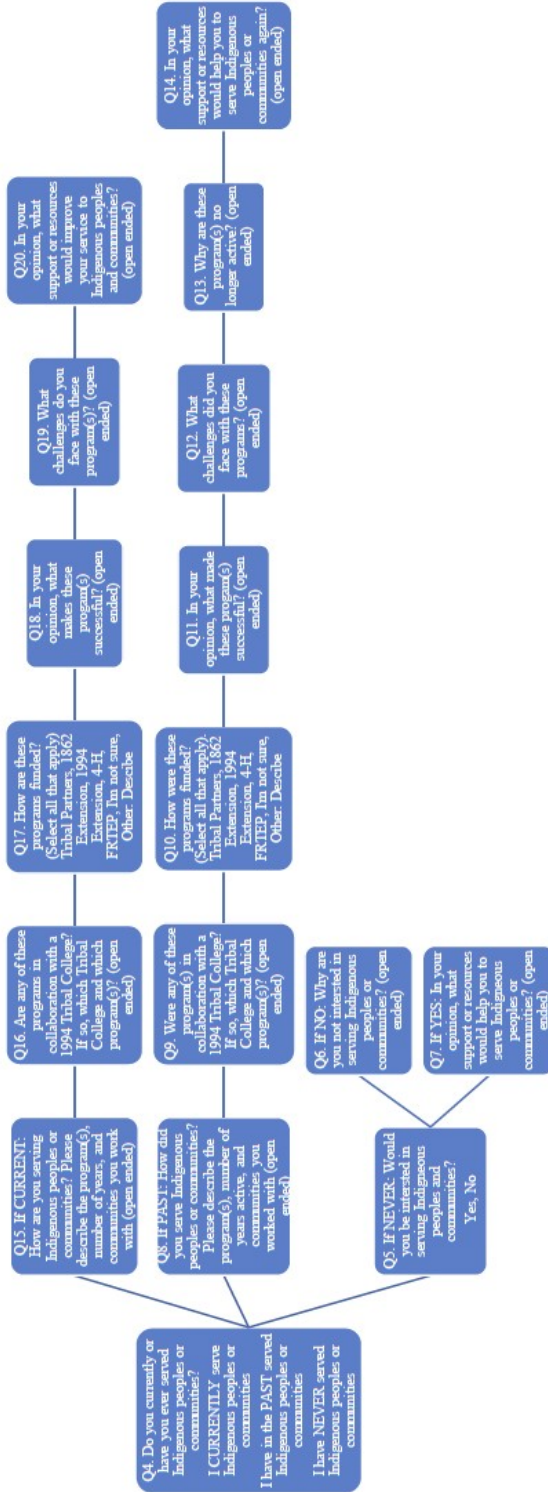 Q4. Do you currently or
have you ever served
Indigenous peoples or
communities?
I CURRENTLY serve
Indigenous peoples or
communities
I have in the PAST served
Indigenous peoples or
communities
I have NEVER served
Indigenous peoples or
communities
Q15. If CURRENT:
How are you serving
Indigenous peoples or
communities? Please
describe the program(s),
number of years, and
communities you work
with (open ended)
Q16. Are any of these
programs in
collaboration with a
1994 Tribal College?
If so, which Tribal
College and which
program(s)? (open
ended)
Q17. How are these
programs funded?
(Select all that apply)
Tribal Partners, 1862
Extension, 1994
Extension, 4-H,
FRTEP, I'm not sure,
Other: Descibe
Q18. In your
opinion, what
makes these
progam(s)
successful? (open
ended)
Q19. What
challenges do you
face with these
program(s)? (open
ended)
Q20. In your
opinion, what
support or resources
would improve
your service to
Indigenous peoples
and communities?
(open ended)
Q8. If PAST: How did
you serve Indigenous
peoples or communities?
Please describe the
program(s), number of
years active, and
communities you
worked with (open
ended)
Q9. Were any of these
program(s) in
collaboration with a
1994 Tribal College?
If so, which Tribal
College and which
program(s)? (open
ended)
Q10. How were these
programs funded?
(Select all that apply).
Tribal Partners, 1862
Extension, 1994
Extension, 4-H,
FRTEP, I'm not sure,
Other: Descibe
Q11. In your
opinion, what made
these progam(s)
successful? (open
ended)
Q12. What
challenges did you
face with these
programs? (open
ended)
Q13. Why are these
program(s) no
longer active? (open
ended)
Q14. In your
opinion, what
support or resources
would help you to
serve Indigenous
peoples or
communities again?
(open ended)
Q5. If NEVER: Would
you be intersted in
serving Indigneous
peoples and
communities?
Yes, No
Q6. If NO: Why are
you not intersted in
serving Indigenous
peoples or
communities? (open
ended)
Q7. If YES: In your
opinion, what
support or resources
would help you to
serve Indigneous
peoples or
communities? (open
ended)